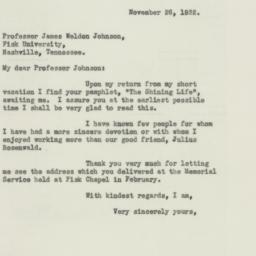 November 26, 1932.
Professor James Weldon Johnson,
Fisk University,
Nashville, Tennessee.
My dear Professor Johnson:
Upon my return from my short
vacation I find your pamphlet, "The Shining Life",
awaiting me. I assure you at the earliest possible
time I shall be very glad to read this.
I have known few people for whom
I have had a more sincere devotion or with whom I
enjoyed working more than our good friend, Julius
Rosenwald.
Thank you very much for letting
me see the address which you delivered at the Memorial
Service held at Fisk Chapel in February.
With kindest regards, I am,
Very sincerely yours,